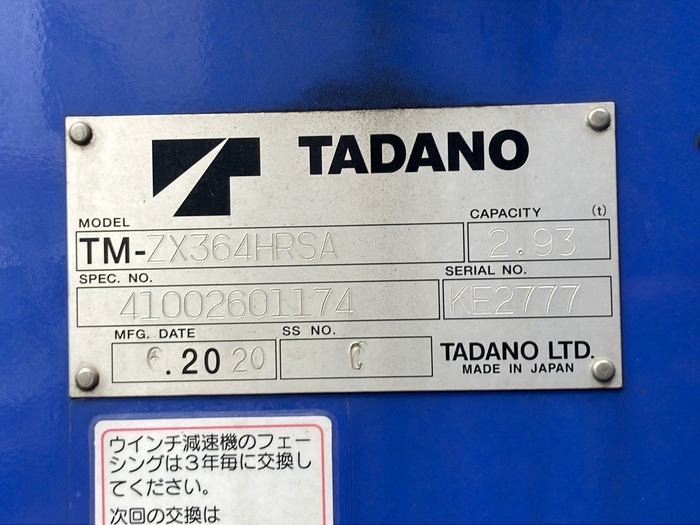 TADANO
MODEL
TM-ZX364HRSA
CAPACITY (t)
2.93
SPEC. NO.
41002601174
SERIAL NO.
KE2777
MFG. DATE
6.2020
SS NO.
C
TADANO LTD.
MADE IN JAPAN
ウインチ減速機のフェー
シングは3年毎に交換し
てください。
次回の交換は